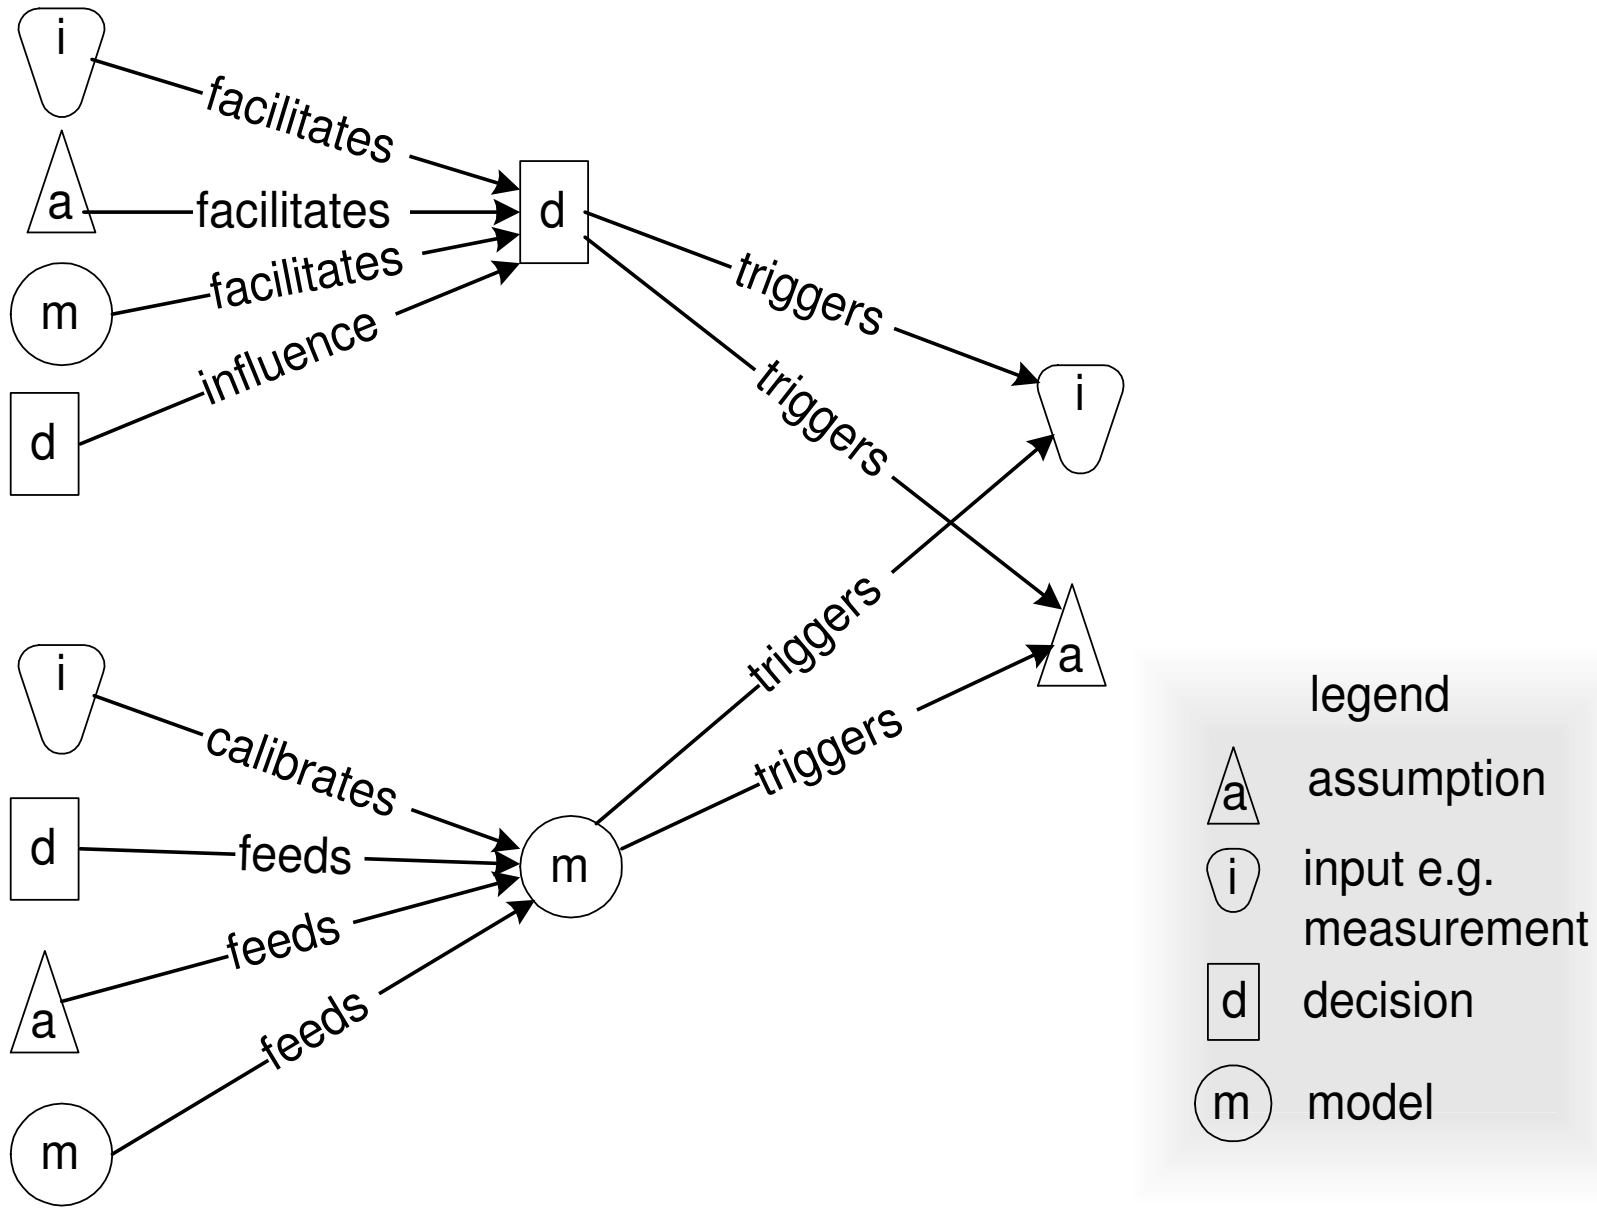 i
facilitates
a
facilitates
d
m
facilitates
triggers
d
influence
triggers
i
i
calibrates
triggers
a
d
feeds
triggers
m
a
feeds
m
feeds
legend
a assumption
i input e.g.
measurement
d decision
m model